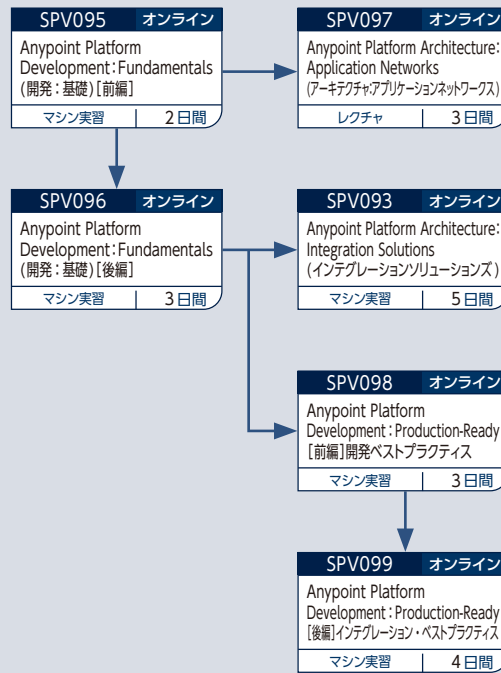 SPV095 オンライン
Anypoint Platform
Development:Fundamentals
(開発:基礎)[前編]
マシン実習 2日間
SPV097 オンライン
Anypoint Platform Architecture:
Application Networks
(アーキテクチャ:アプリケーションネットワークス)
レクチャ 3日間
SPV096 オンライン
Anypoint Platform
Development:Fundamentals
(開発:基礎)[後編]
マシン実習 3日間
SPV093 オンライン
Anypoint Platform Architecture:
Integration Solutions
(インテグレーションソリューションズ)
マシン実習 5日間
SPV098 オンライン
Anypoint Platform
Development:Production-Ready
[前編]開発ベストプラクティス
マシン実習 3日間
SPV099 オンライン
Anypoint Platform
Development:Production-Ready
[後編]インテグレーション・ベストプラクティス
マシン実習 4日間